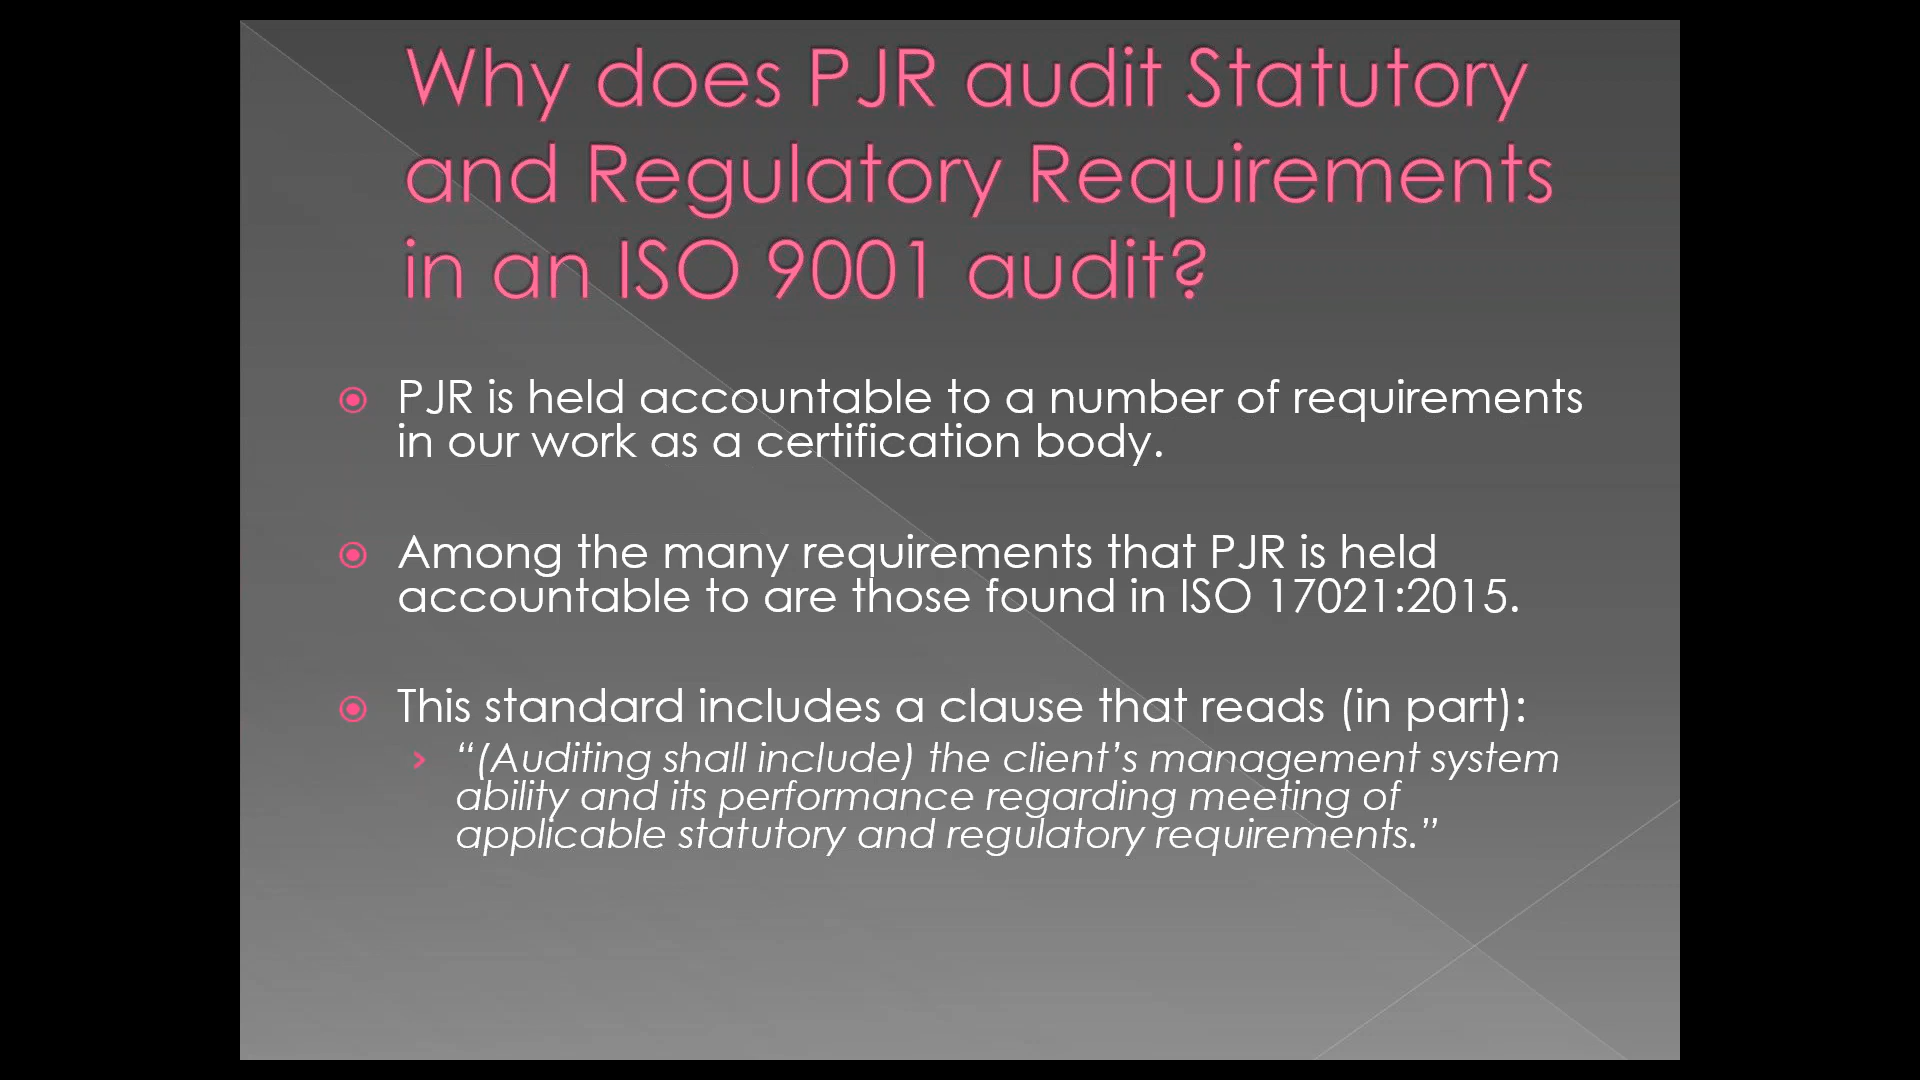 Why does PJR audit Statutory
and Regulatory Requirements
in an ISO 9001 audit?
PJR is held accountable to a number of requirements
in our work as a certification body.
Among the many requirements that PJR is held
accountable to are those found in ISO 17021:2015.
This standard includes a clause that reads (in part):
“(Auditing shall include) the client’s management system
ability and its performance regarding meeting of
applicable statutory and regulatory requirements.”